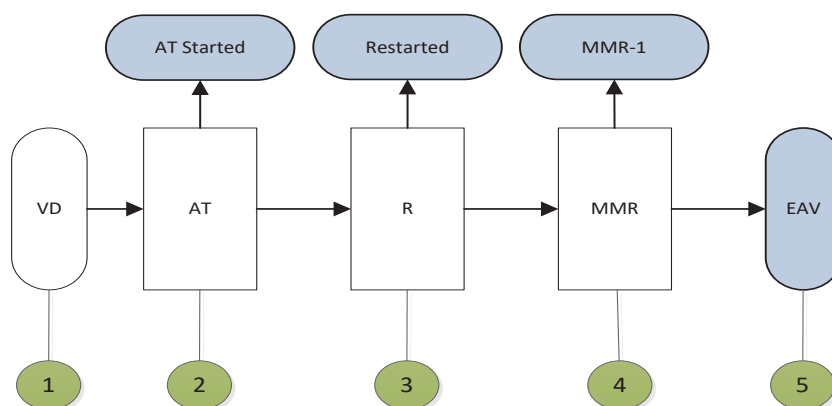 AT Started
Restarted
MMR-1
VD
AT
R
MMR
EAV
1
2
3
4
5